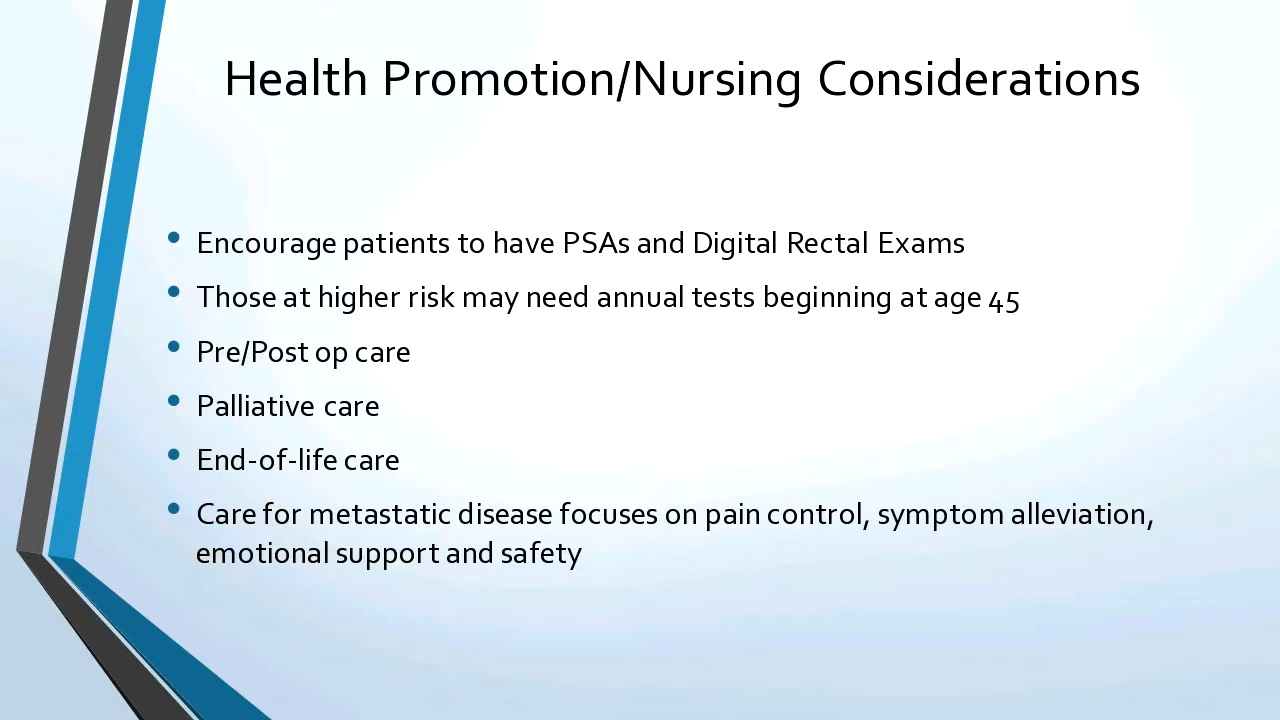 Health Promotion/Nursing Considerations
• Encourage patients to have PSAs and Digital Rectal Exams
• Those at higher risk may need annual tests beginning at age 45
• Pre/Post op care
• Palliative care
• End-of-life care
• Care for metastatic disease focuses on pain control, symptom alleviation,
emotional support and safety